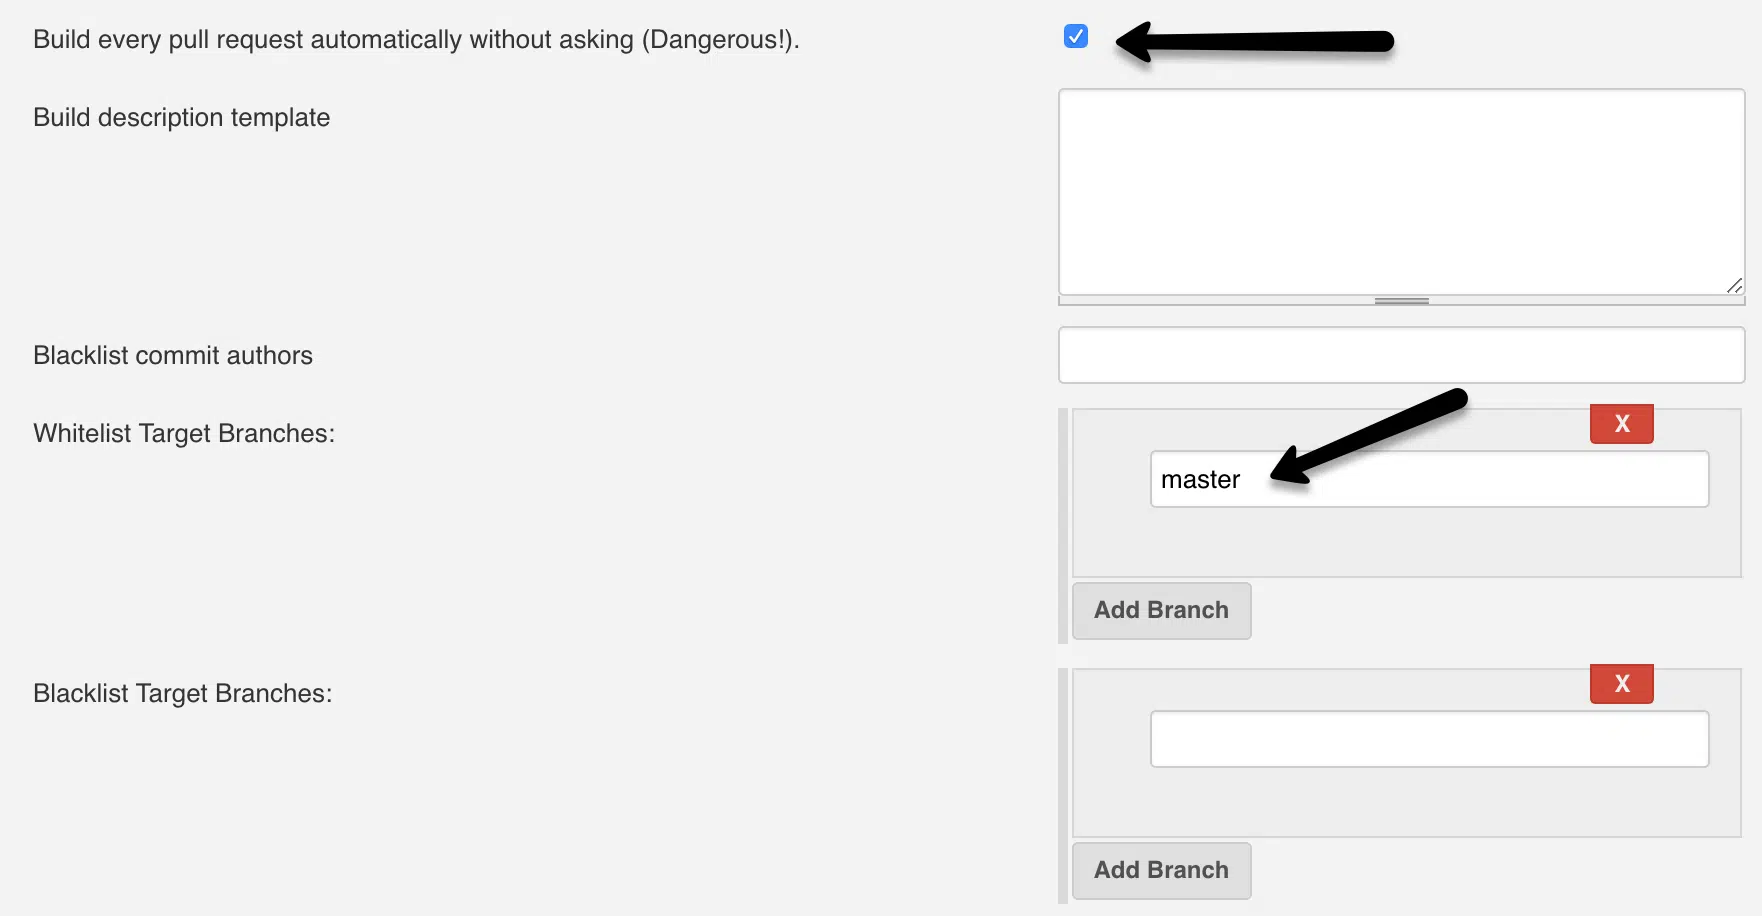 Build every pull request automatically without asking (Dangerous!).
Build description template
Blacklist commit authors
Whitelist Target Branches:
X
master
Add Branch
Blacklist Target Branches:
X
Add Branch